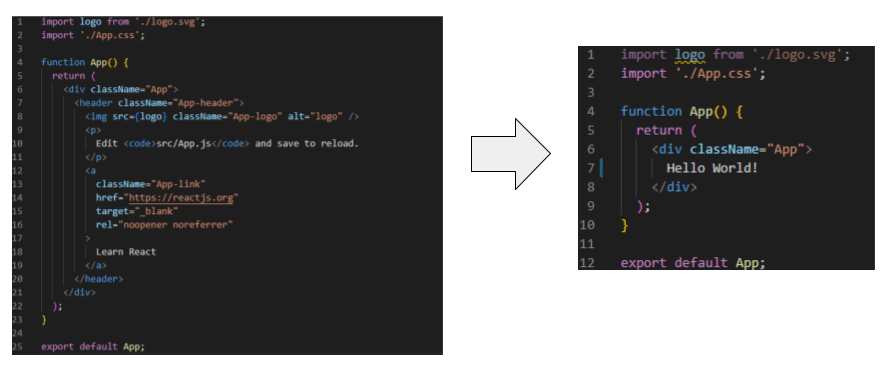 1 import logo from './logo.svg';
2 import './App.css';
3
4 function App() {
5 return (
6 <div className="App">
7 <header className="App-header">
8 <img src={logo} className="App-logo" alt="logo" />
9 <p>
10 Edit <code>src/App.js</code> and save to reload.
11 </p>
12 <a
13 className="App-link"
14 href="https://reactjs.org"
15 target="_blank"
16 rel="noopener noreferrer"
17 >
18 Learn React
19 </a>
20 </header>
21 </div>
22 );
23 }
24
25 export default App;
1 import logo from './logo.svg';
2 import './App.css';
3
4 function App() {
5 return (
6 <div className="App">
7 Hello World!
8 </div>
9 );
10 }
11
12 export default App;